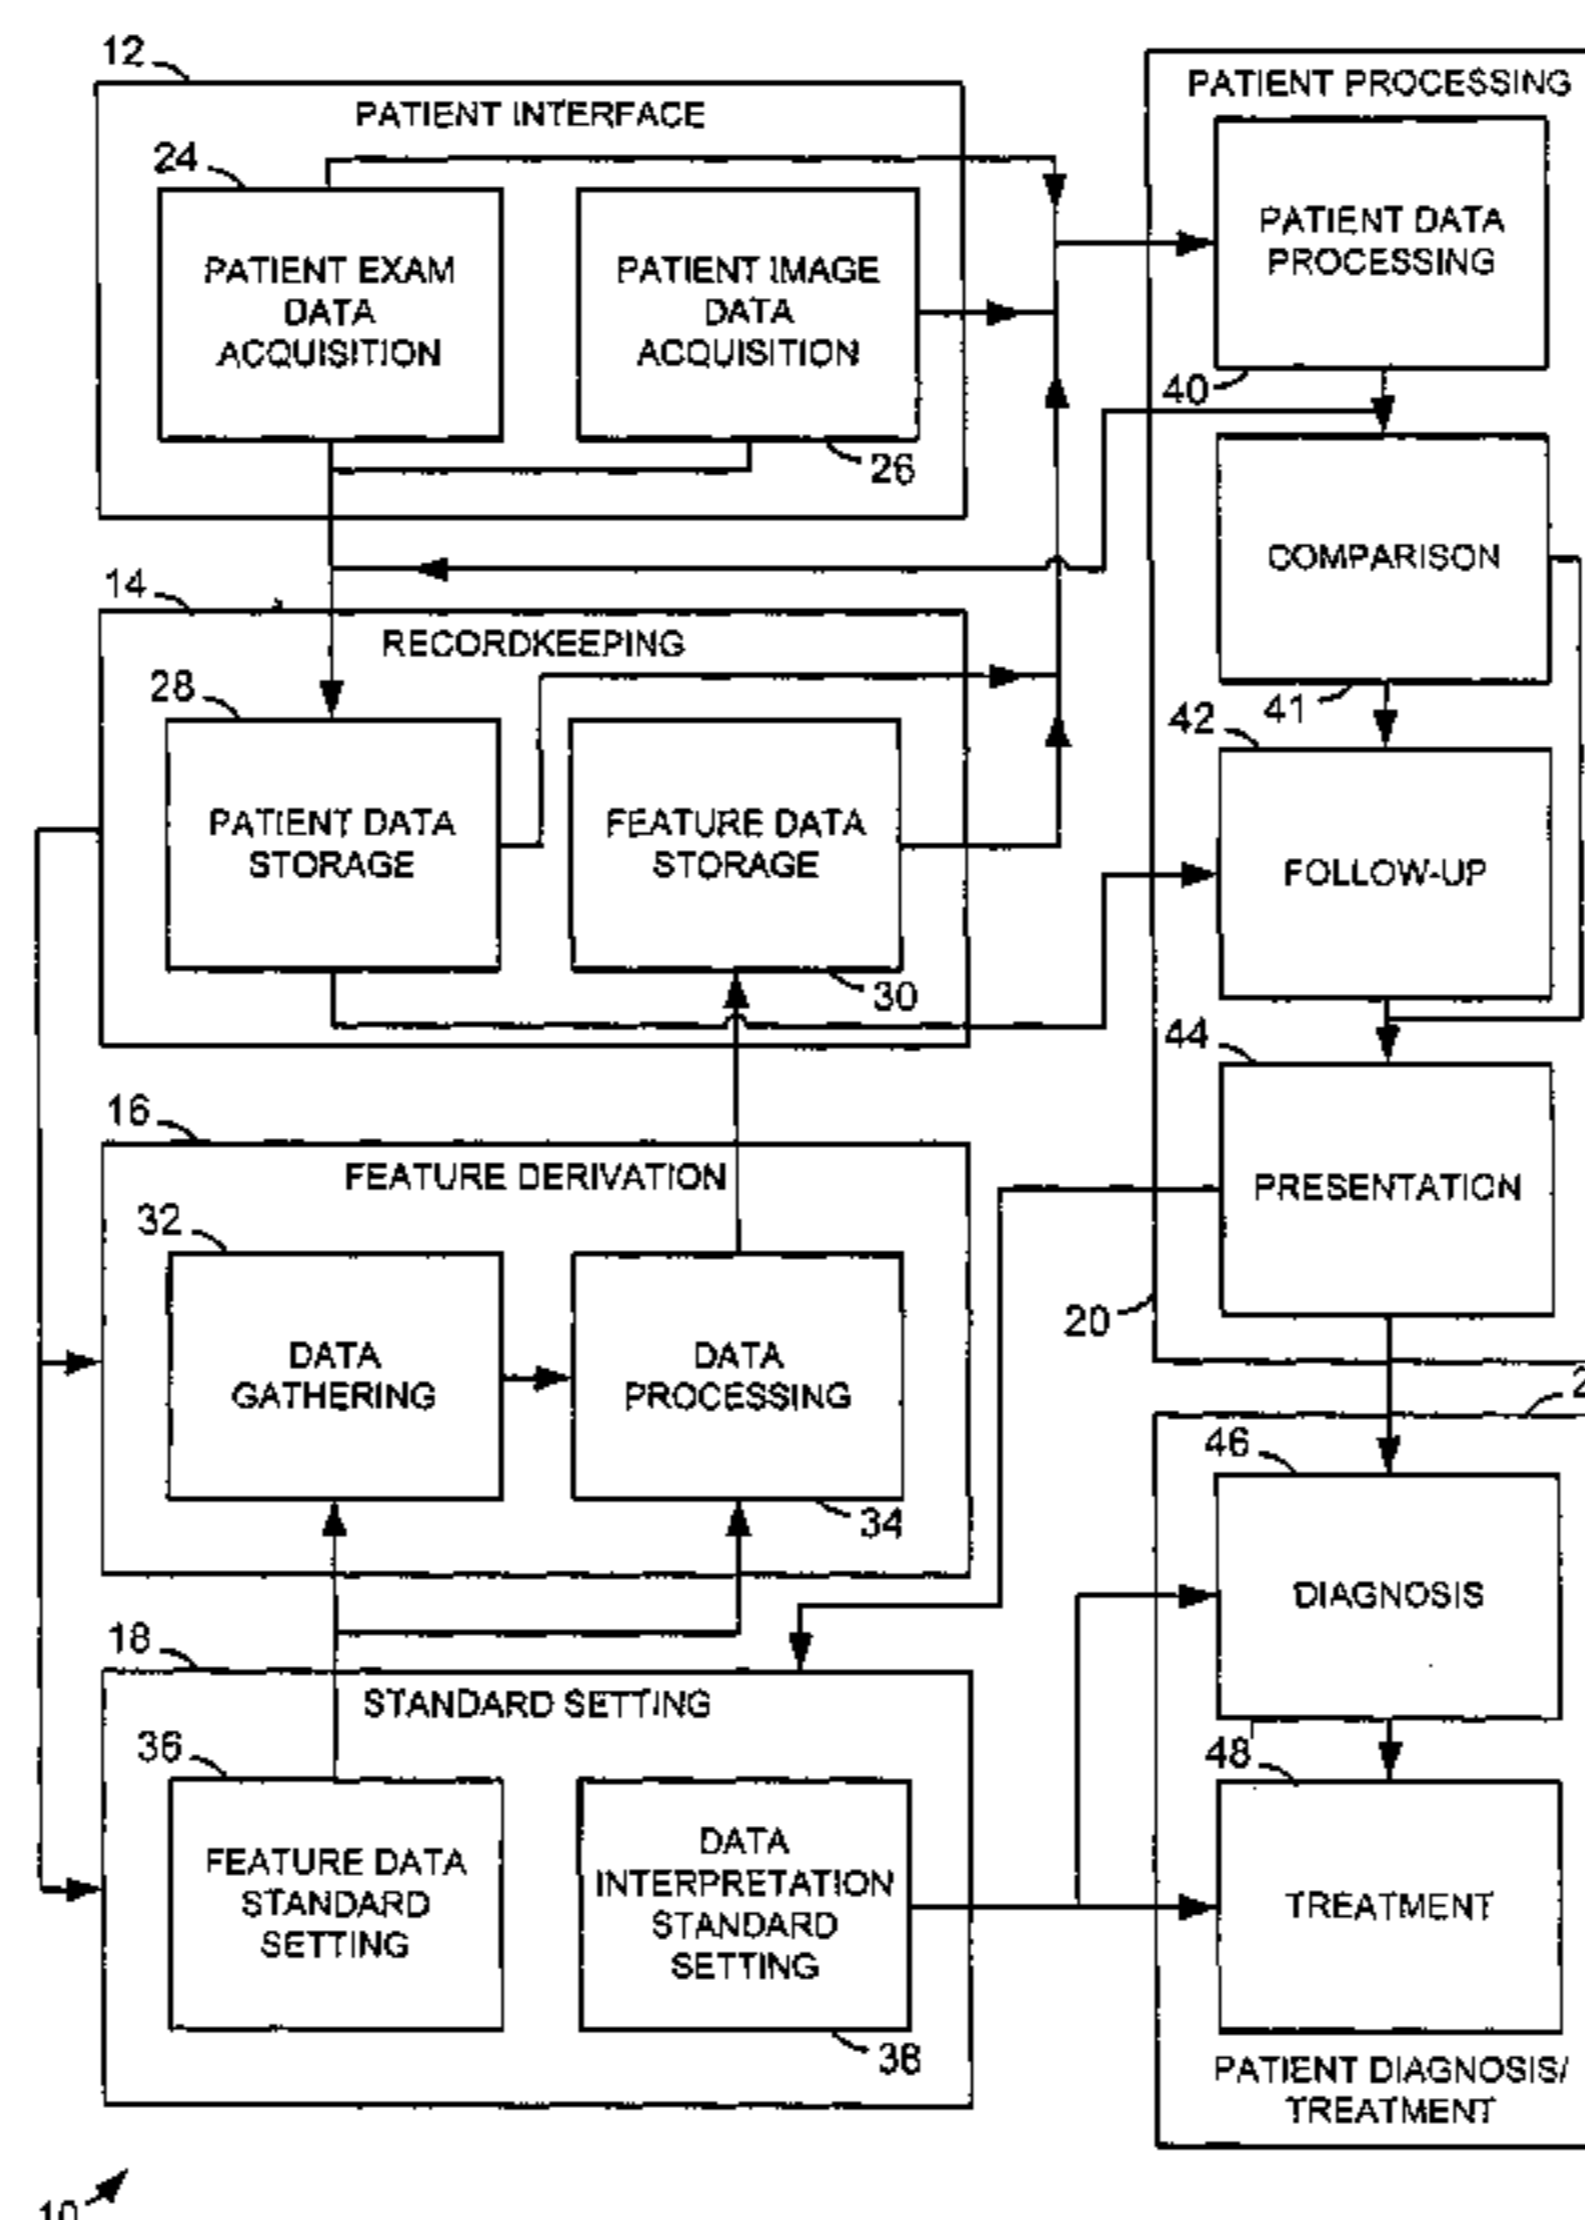 12
PATIENT INTERFACE
24
PATIENT EXAM
DATA
ACQUISITION
PATIENT IMAGE
DATA
ACQUISITION
26
14
RECORDKEEPING
28
PATIENT DATA
STORAGE
FEATURE DATA
STORAGE
30
16
FEATURE DERIVATION
32
DATA
GATHERING
DATA
PROCESSING
34
18
STANDARD SETTING
36
FEATURE DATA
STANDARD
SETTING
DATA
INTERPRETATION
STANDARD
SETTING
38
10
PATIENT PROCESSING
PATIENT DATA
PROCESSING
40
COMPARISON
41
42
FOLLOW-UP
44
PRESENTATION
20
46
DIAGNOSIS
48
TREATMENT
PATIENT DIAGNOSIS/
TREATMENT